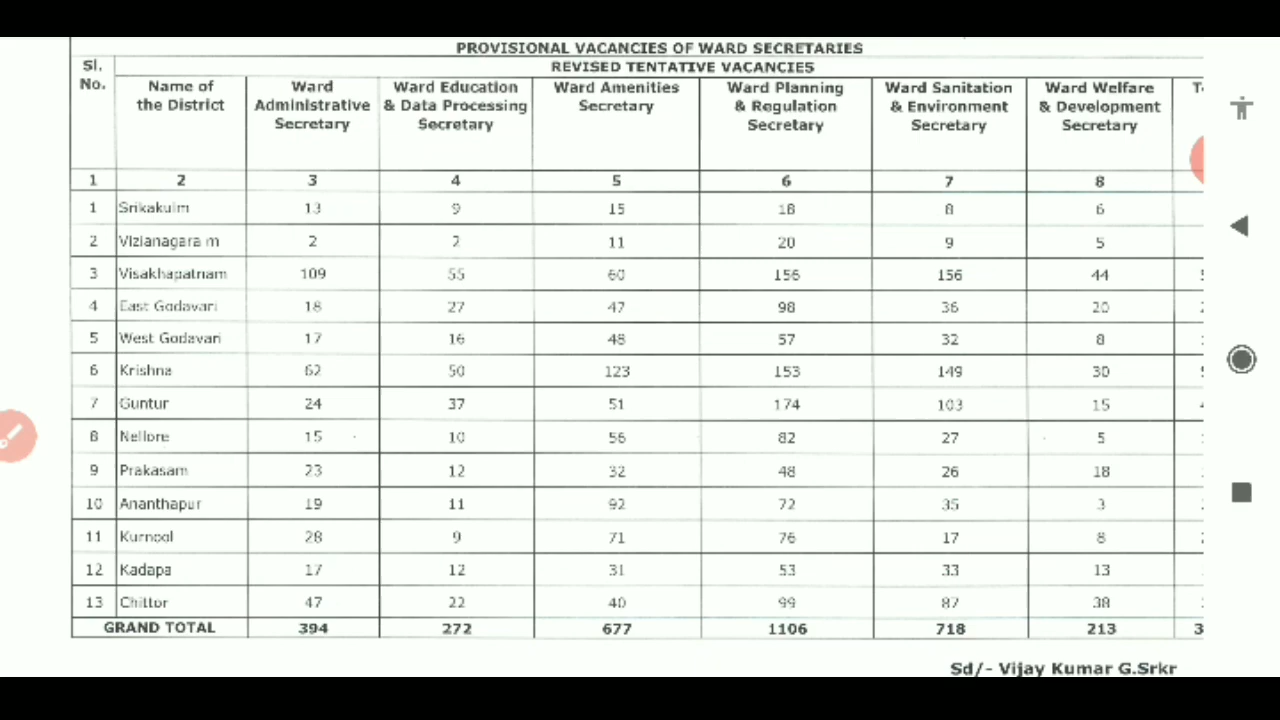 PROVISIONAL VACANCIES OF WARD SECRETARIES
Sl. No. REVISED TENTATIVE VACANCIES
Name of the District Ward Administrative Secretary Ward Education & Data Processing Secretary Ward Amenities Secretary Ward Planning & Regulation Secretary Ward Sanitation & Environment Secretary Ward Welfare & Development Secretary
1 2 3 4 5 6 7 8
1 Srikakulm 13 9 15 18 8 6
2 Vizianagara m 2 2 11 20 9 5
3 Visakhapatnam 109 55 60 156 156 44
4 East Godavari 18 27 47 98 36 20
5 West Godavari 17 16 48 57 32 8
6 Krishna 62 50 123 153 149 30
7 Guntur 24 37 51 174 103 15
8 Nellore 15 10 56 82 27 5
9 Prakasam 23 12 32 48 26 18
10 Ananthapur 19 11 92 72 35 3
11 Kurnool 28 9 71 76 17 8
12 Kadapa 17 12 31 53 33 13
13 Chittor 47 22 40 99 87 38
GRAND TOTAL 394 272 677 1106 718 213
Sd/- Vijay Kumar G.Srkr